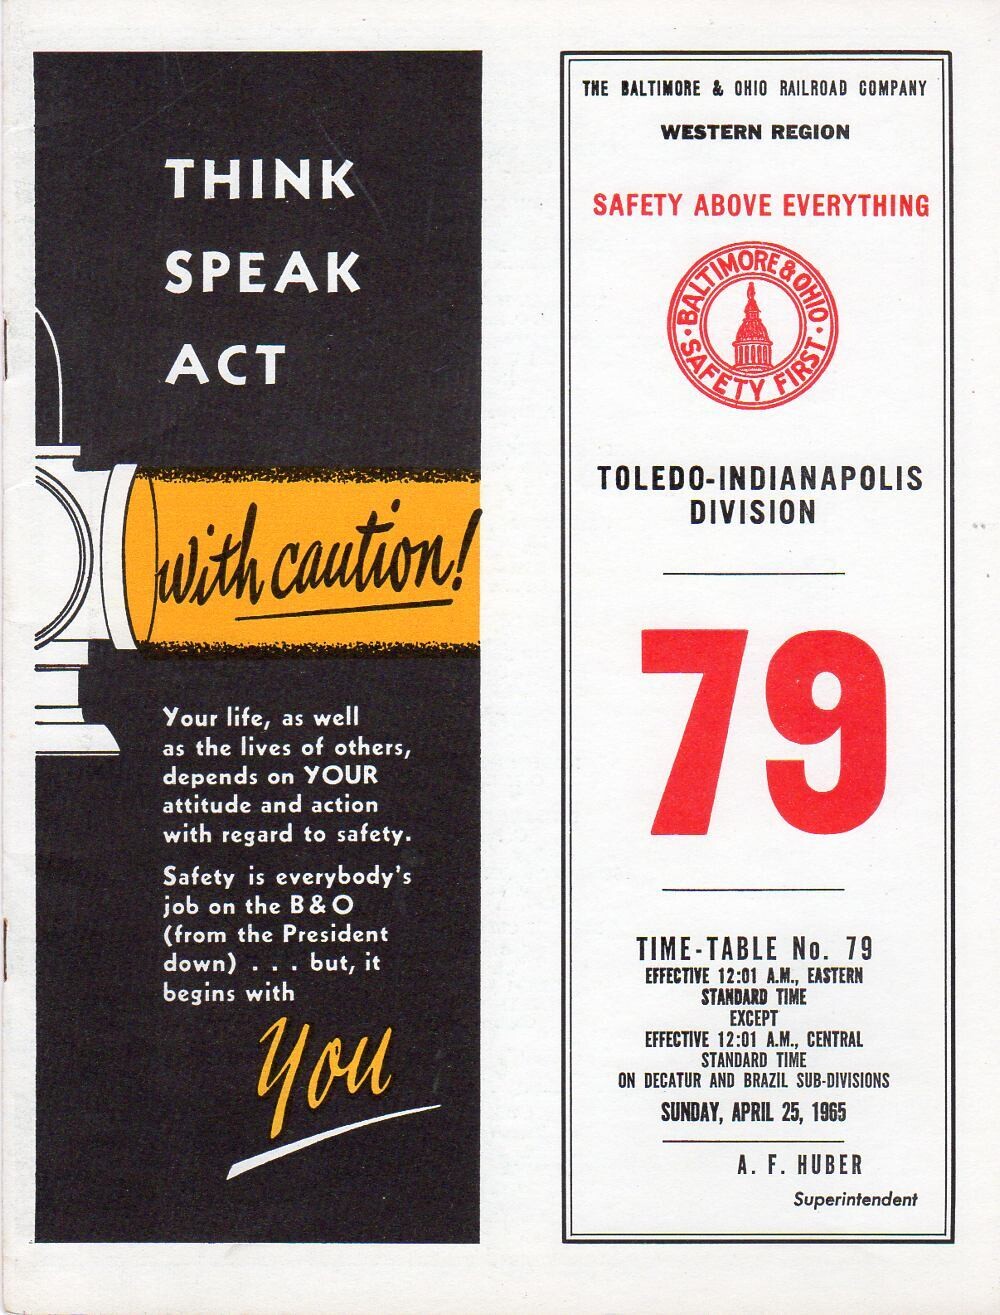 THINK
SPEAK
ACT
with caution!
Your life, as well
as the lives of others,
depends on YOUR
attitude and action
with regard to safety.
Safety is everybody's
job on the B & O
(from the President
down) . . . but, it
begins with
You
THE BALTIMORE & OHIO RAILROAD COMPANY
WESTERN REGION
SAFETY ABOVE EVERYTHING
BALTIMORE & OHIO
SAFETY FIRST
TOLEDO-INDIANAPOLIS
DIVISION
79
TIME-TABLE No. 79
EFFECTIVE 12:01 A.M., EASTERN
STANDARD TIME
EXCEPT
EFFECTIVE 12:01 A.M., CENTRAL
STANDARD TIME
ON DECATUR AND BRAZIL SUB-DIVISIONS
SUNDAY, APRIL 25, 1965
A. F. HUBER
Superintendent